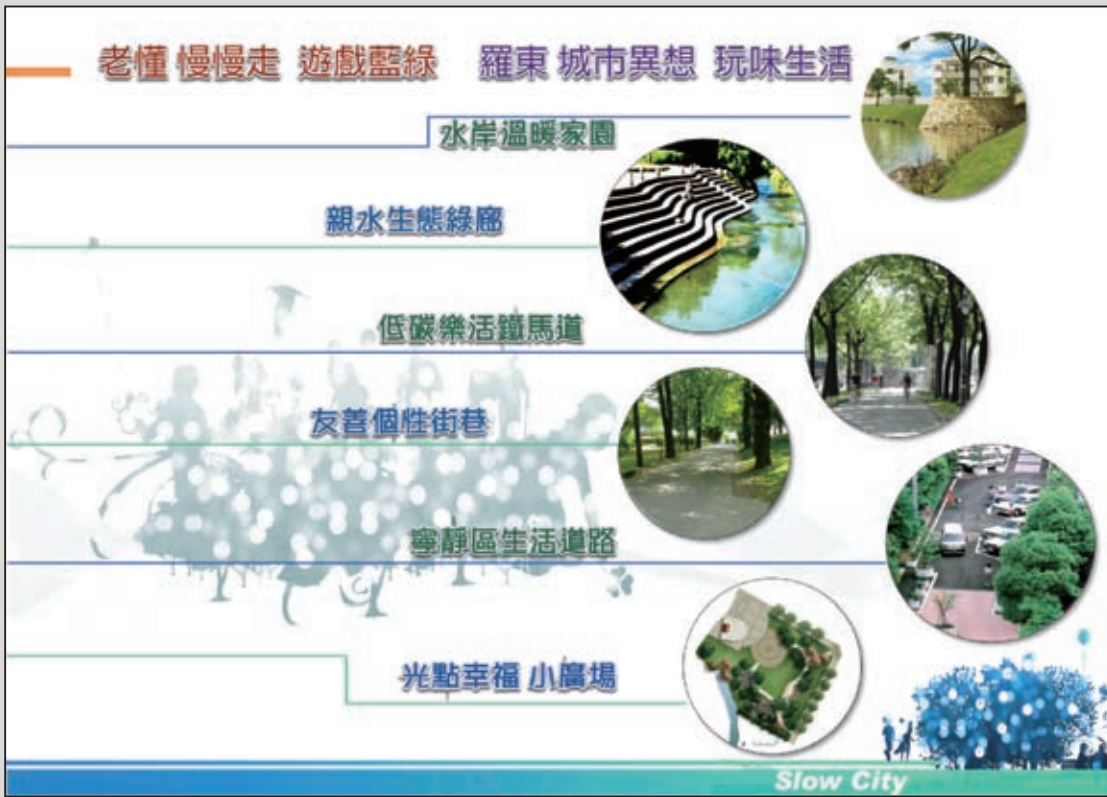 老懂 慢慢走 遊戲藍綠 羅東 城市異想 玩味生活
水岸溫暖家園
親水生態綠廊
低碳樂活鐵馬道
友善個性街巷
寧靜區生活道路
光點幸福 小廣場
Slow City